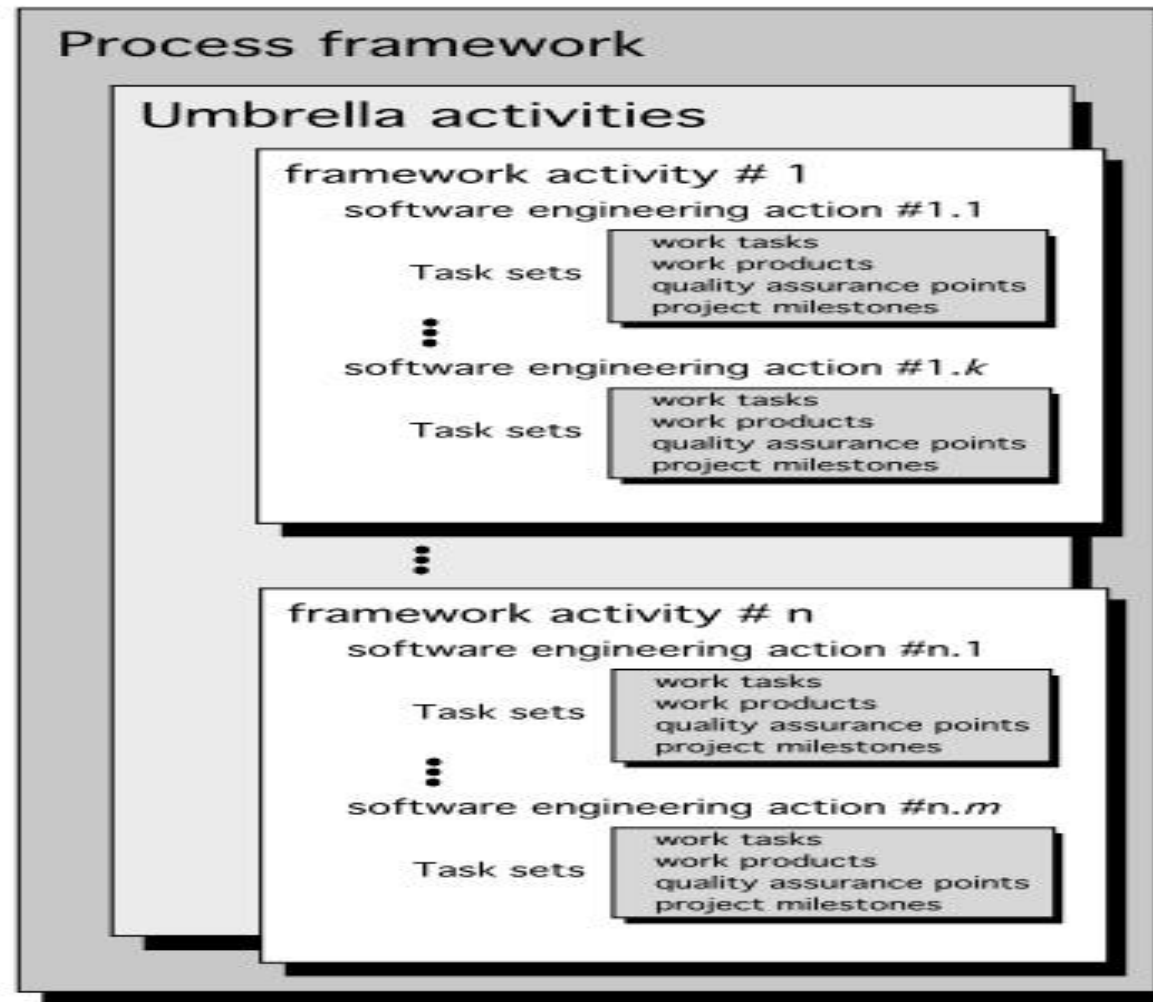 Process framework
Umbrella activities
framework activity # 1
software engineering action #1.1
Task sets
work tasks
work products
quality assurance points
project milestones
software engineering action #1.k
Task sets
work tasks
work products
quality assurance points
project milestones
framework activity # n
software engineering action #n.1
Task sets
work tasks
work products
quality assurance points
project milestones
software engineering action #n.m
Task sets
work tasks
work products
quality assurance points
project milestones